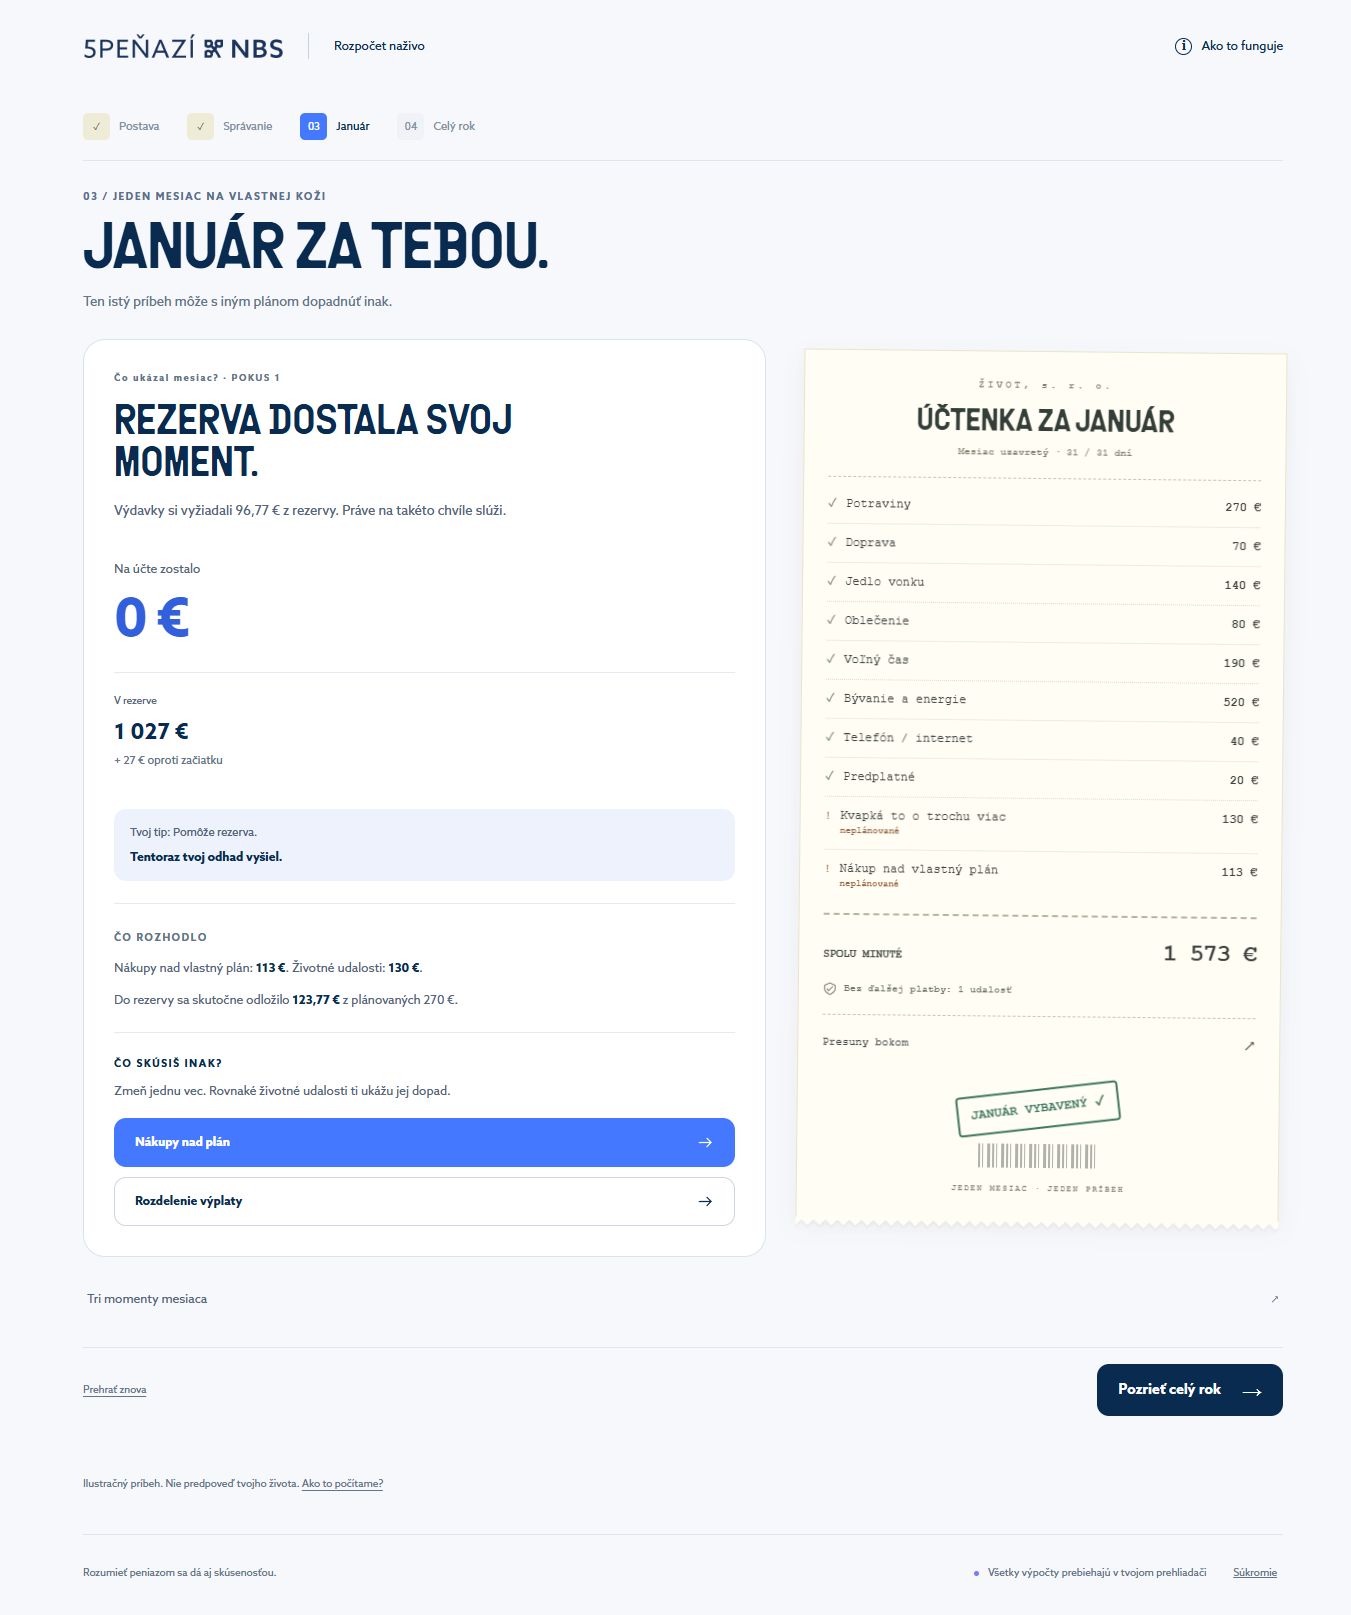 5PEŇAZÍ NBS
Rozpočet naživo
Ako to funguje
✓ Postava
✓ Správanie
03 Január
04 Celý rok
03 / JEDEN MESIAC NA VLASTNEJ KOŽI
JANUÁR ZA TEBOU.
Ten istý príbeh môže s iným plánom dopadnúť inak.
Čo ukázal mesiac? · POKUS 1
REZERVA DOSTALA SVOJ
MOMENT.
Výdavky si vyžiadali 96,77 € z rezervy. Práve na takéto chvíle slúži.
Na účte zostalo
0 €
V rezerve
1 027 €
+ 27 € oproti začiatku
Tvoj tip: Pomôže rezerva.
Tentoraz tvoj odhad vyšiel.
ČO ROZHODLO
Nákupy nad vlastný plán: 113 €. Životné udalosti: 130 €.
Do rezervy sa skutočne odložilo 123,77 € z plánovaných 270 €.
ČO SKÚSIŠ INAK?
Zmeň jednu vec. Rovnaké životné udalosti ti ukážu jej dopad.
Nákupy nad plán →
Rozdelenie výplaty →
ŽIVOT, s. r. o.
ÚČTENKA ZA JANUÁR
Mesiac uzavretý · 31 / 31 dní
✓ Potraviny 270 €
✓ Doprava 70 €
✓ Jedlo vonku 140 €
✓ Oblečenie 80 €
✓ Voľný čas 190 €
✓ Bývanie a energie 520 €
✓ Telefón / internet 40 €
✓ Predplatné 20 €
! Kvapká to o trochu viac 130 €
neplánované
! Nákup nad vlastný plán 113 €
neplánované
SPOLU MINUTÉ 1 573 €
Bez ďalšej platby: 1 udalosť
Presuny bokom ↗
JANUÁR VYBAVENÝ ✓
JEDEN MESIAC · JEDEN PRÍBEH
Tri momenty mesiaca ↗
Prehrať znova
Pozrieť celý rok →
Ilustračný príbeh. Nie predpoveď tvojho života. Ako to počítame?
Rozumieť peniazom sa dá aj skúsenosťou.
Všetky výpočty prebiehajú v tvojom prehliadači
Súkromie